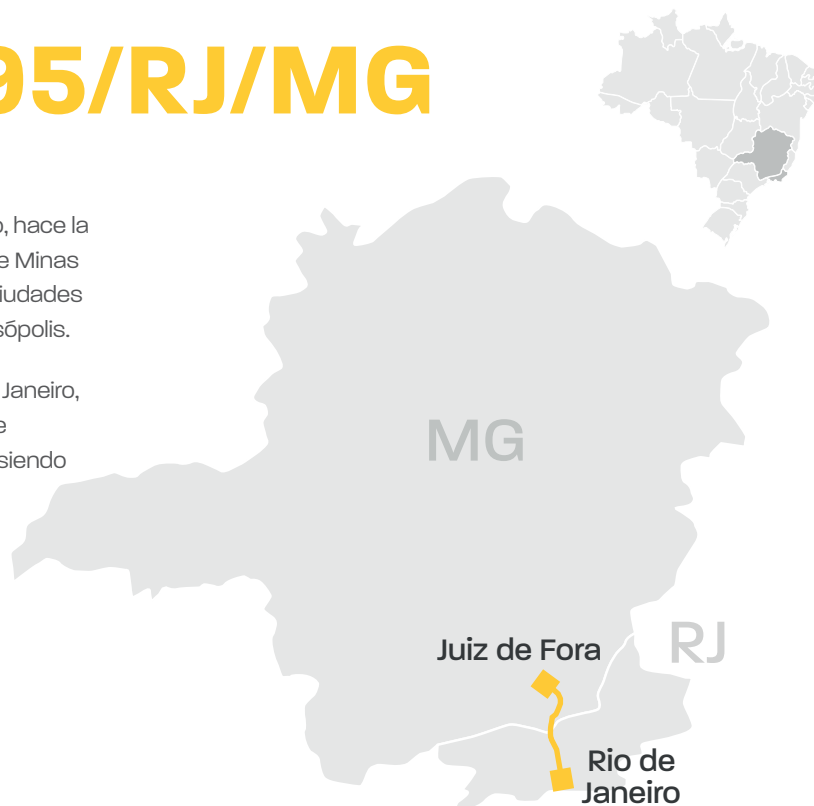 95/RJ/MG
, hace la
e Minas
iudades
sópolis.
Janeiro,
e
siendo
MG
RJ
Juiz de Fora
Rio de
Janeiro